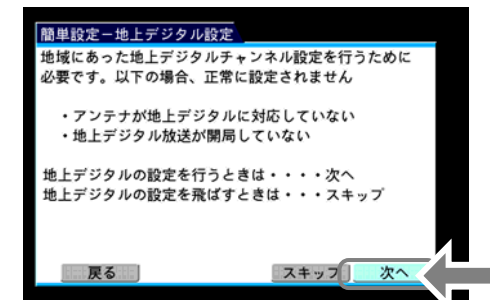 簡単設定－地上デジタル設定
地域にあった地上デジタルチャンネル設定を行うために
必要です。以下の場合、正常に設定されません
・アンテナが地上デジタルに対応していない
・地上デジタル放送が開局していない
地上デジタルの設定を行うときは・・・・次へ
地上デジタルの設定を飛ばすときは・・・スキップ
戻る
スキップ
次へ